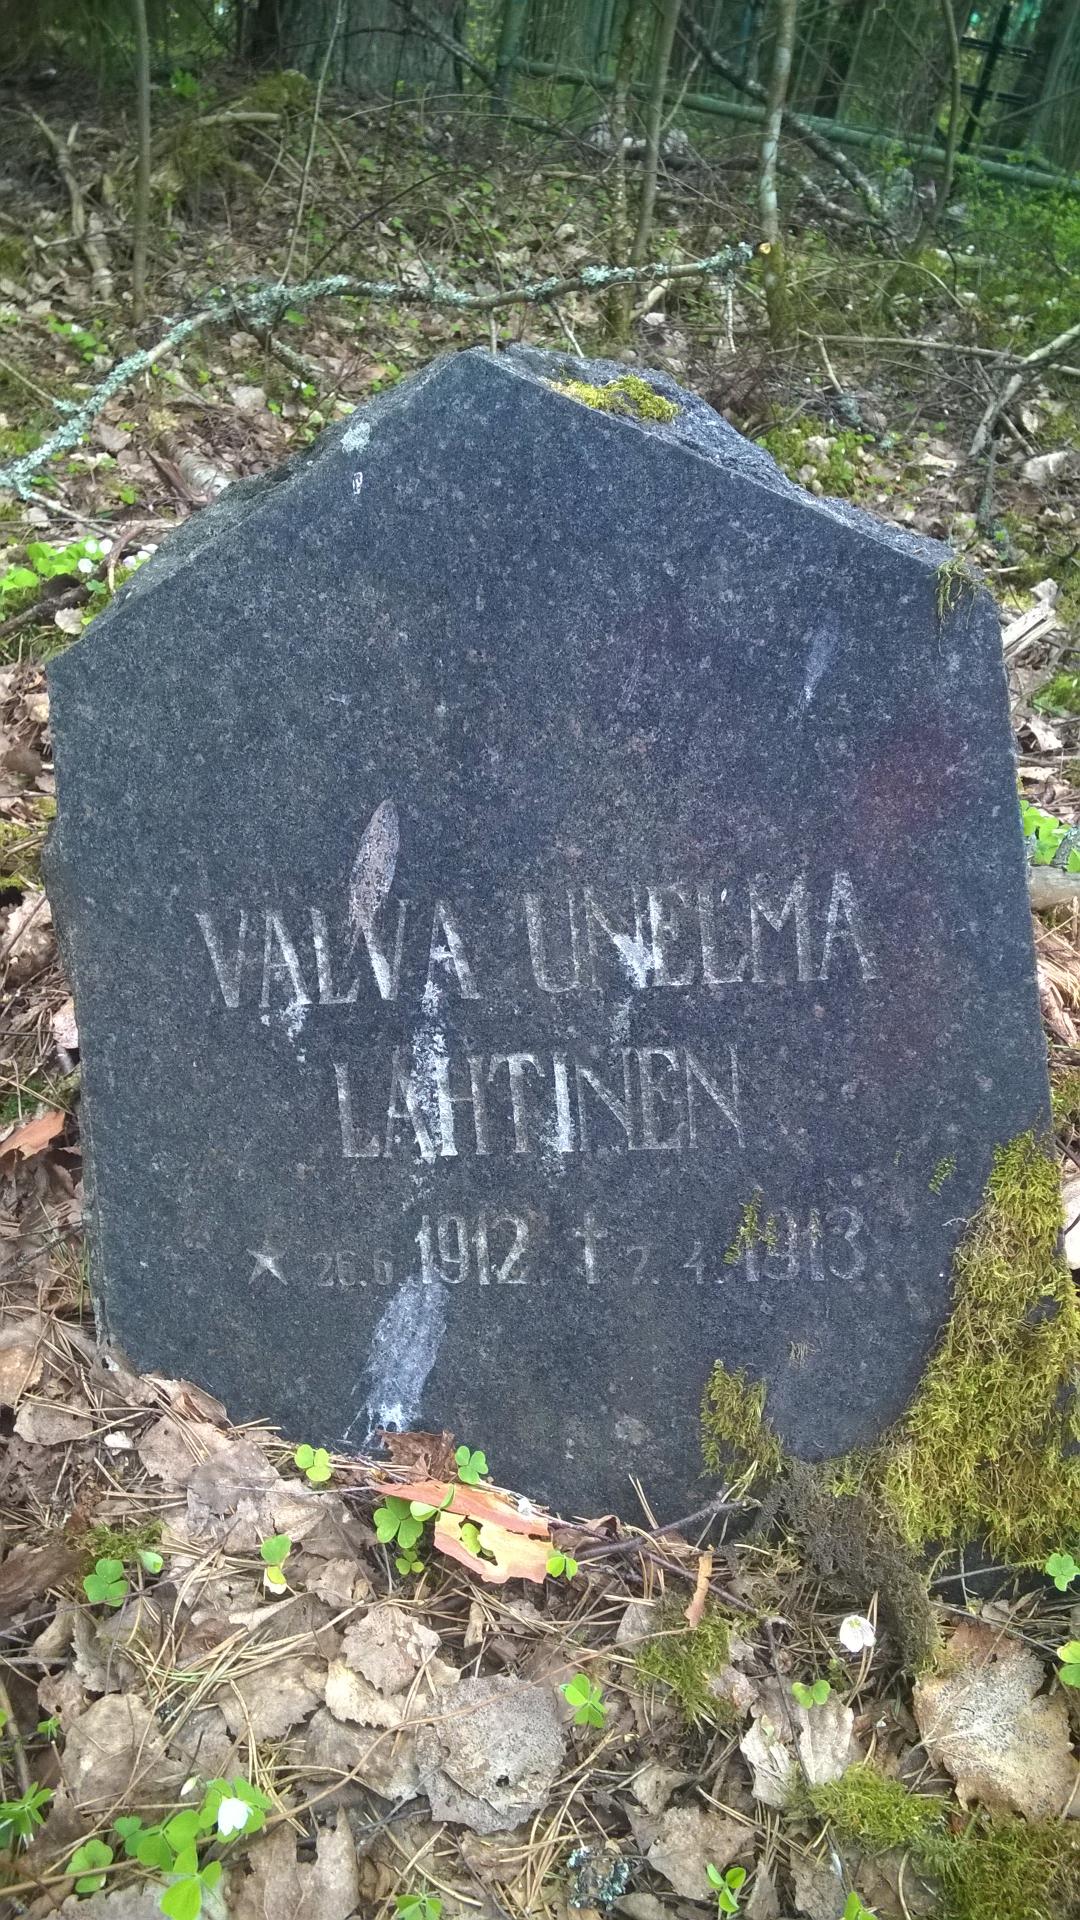 VALVA UNELMA
LAHTINEN
★ 26.6.1912 † 7.4.1913